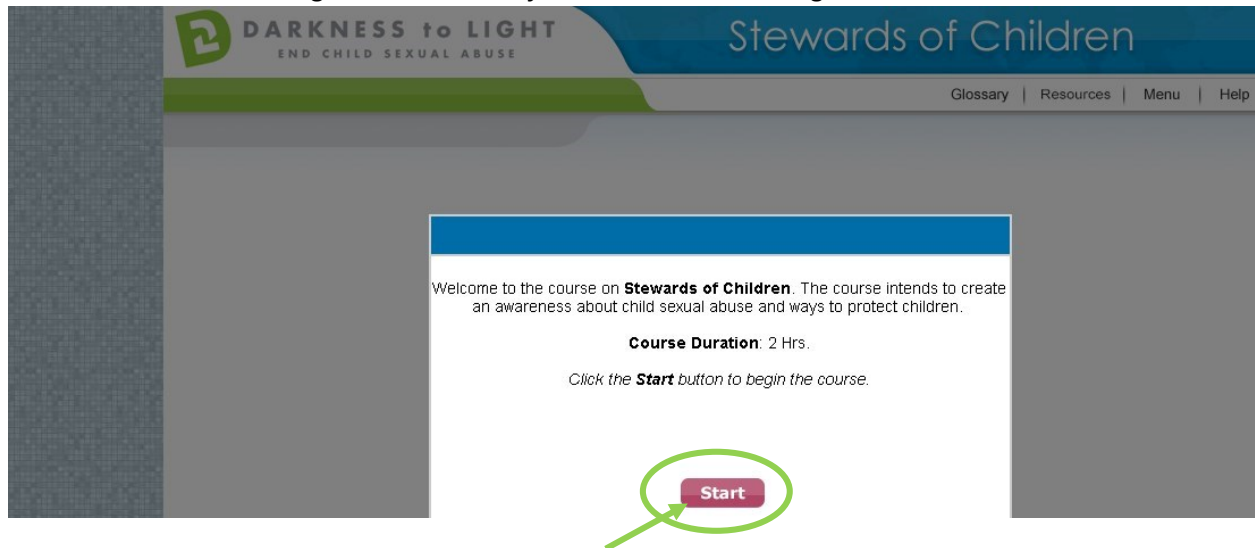 DARKNESS to LIGHT
END CHILD SEXUAL ABUSE
Stewards of Children
Glossary | Resources | Menu | Help
Welcome to the course on Stewards of Children. The course intends to create
an awareness about child sexual abuse and ways to protect children.
Course Duration: 2 Hrs.
Click the Start button to begin the course.
Start